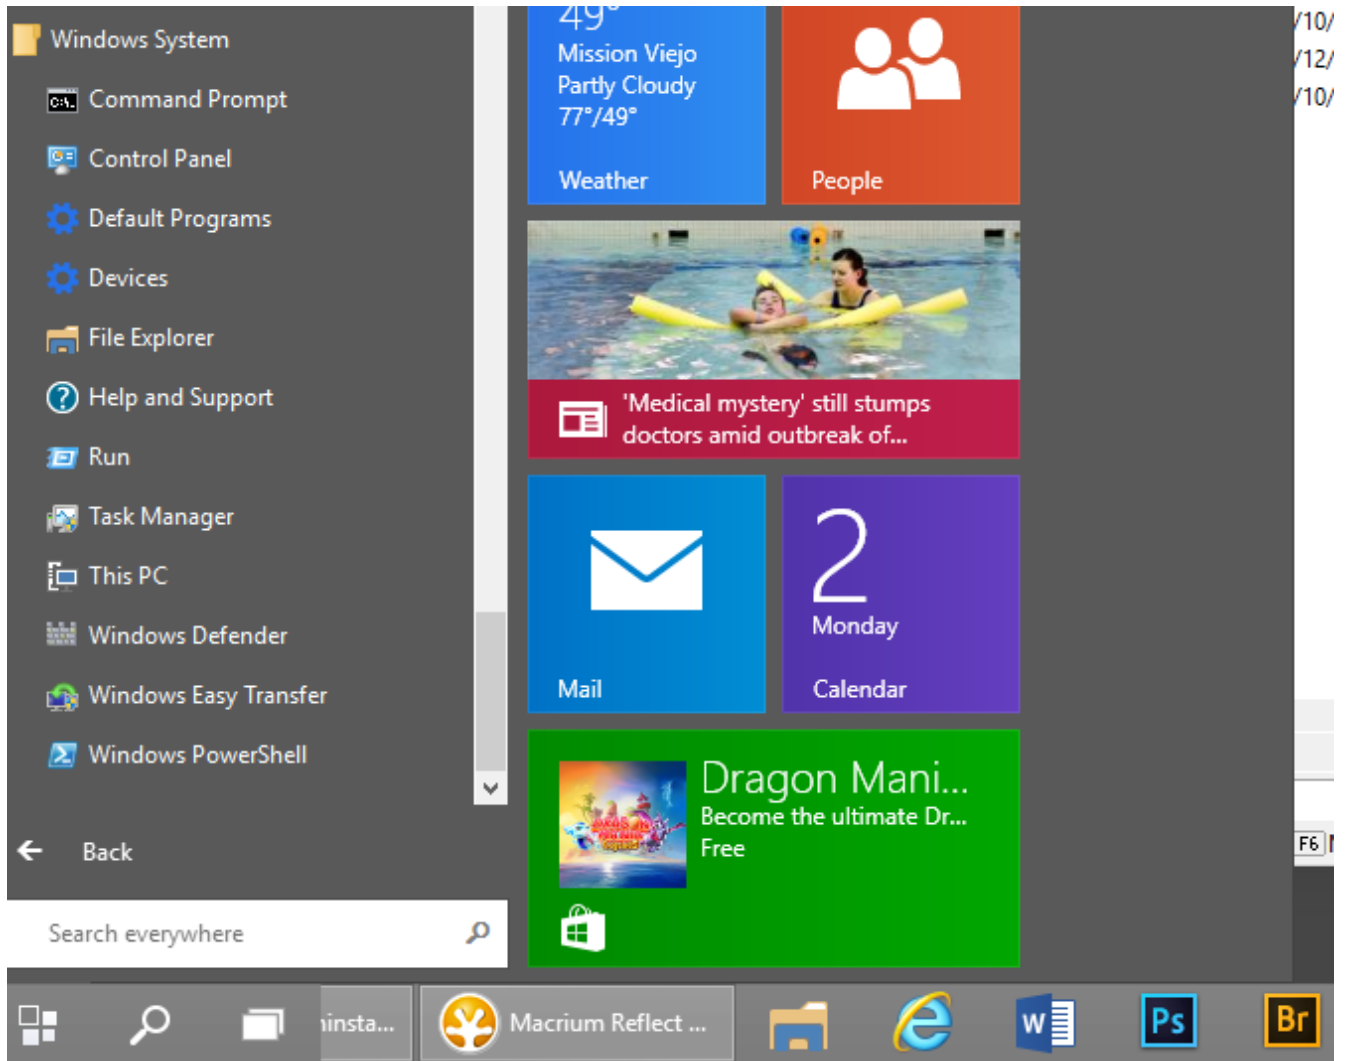 Windows System
Command Prompt
Control Panel
Default Programs
Devices
File Explorer
Help and Support
Run
Task Manager
This PC
Windows Defender
Windows Easy Transfer
Windows PowerShell
Back
Search everywhere
49°
Mission Viejo
Partly Cloudy
77°/49°
Weather
People
'Medical mystery' still stumps
doctors amid outbreak of...
Mail
2
Monday
Calendar
Dragon Mani...
Become the ultimate Dr...
Free
/10/
/12/
/10/
F6
ninsta...
Macrium Reflect ...
W
Ps
Br